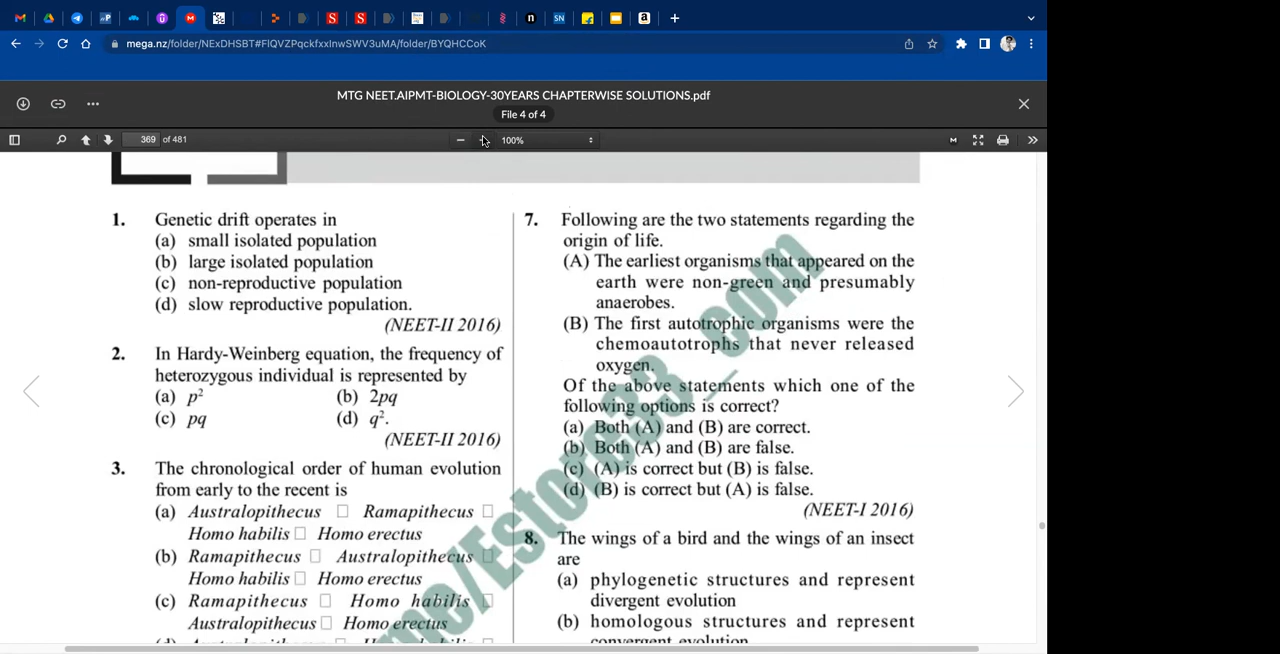 mega.nz/folder/NExDHSBT#FlQVZPqckfxxInwSWV3uMA/folder/BYQHCCoK
MTG NEET.AIPMT-BIOLOGY-30YEARS CHAPTERWISE SOLUTIONS.pdf
File 4 of 4
369 of 481
100%
1. Genetic drift operates in
(a) small isolated population
(b) large isolated population
(c) non-reproductive population
(d) slow reproductive population.
(NEET-II 2016)
2. In Hardy-Weinberg equation, the frequency of
heterozygous individual is represented by
(a) p² (b) 2pq
(c) pq (d) q².
(NEET-II 2016)
3. The chronological order of human evolution
from early to the recent is
(a) Australopithecus □ Ramapithecus □
Homo habilis □ Homo erectus
(b) Ramapithecus □ Australopithecus □
Homo habilis □ Homo erectus
(c) Ramapithecus □ Homo habilis □
Australopithecus □ Homo erectus
7. Following are the two statements regarding the
origin of life.
(A) The earliest organisms that appeared on the
earth were non-green and presumably
anaerobes.
(B) The first autotrophic organisms were the
chemoautotrophs that never released
oxygen.
Of the above statements which one of the
following options is correct?
(a) Both (A) and (B) are correct.
(b) Both (A) and (B) are false.
(c) (A) is correct but (B) is false.
(d) (B) is correct but (A) is false.
(NEET-I 2016)
8. The wings of a bird and the wings of an insect
are
(a) phylogenetic structures and represent
divergent evolution
(b) homologous structures and represent
convergent evolution
me/Estore33_com